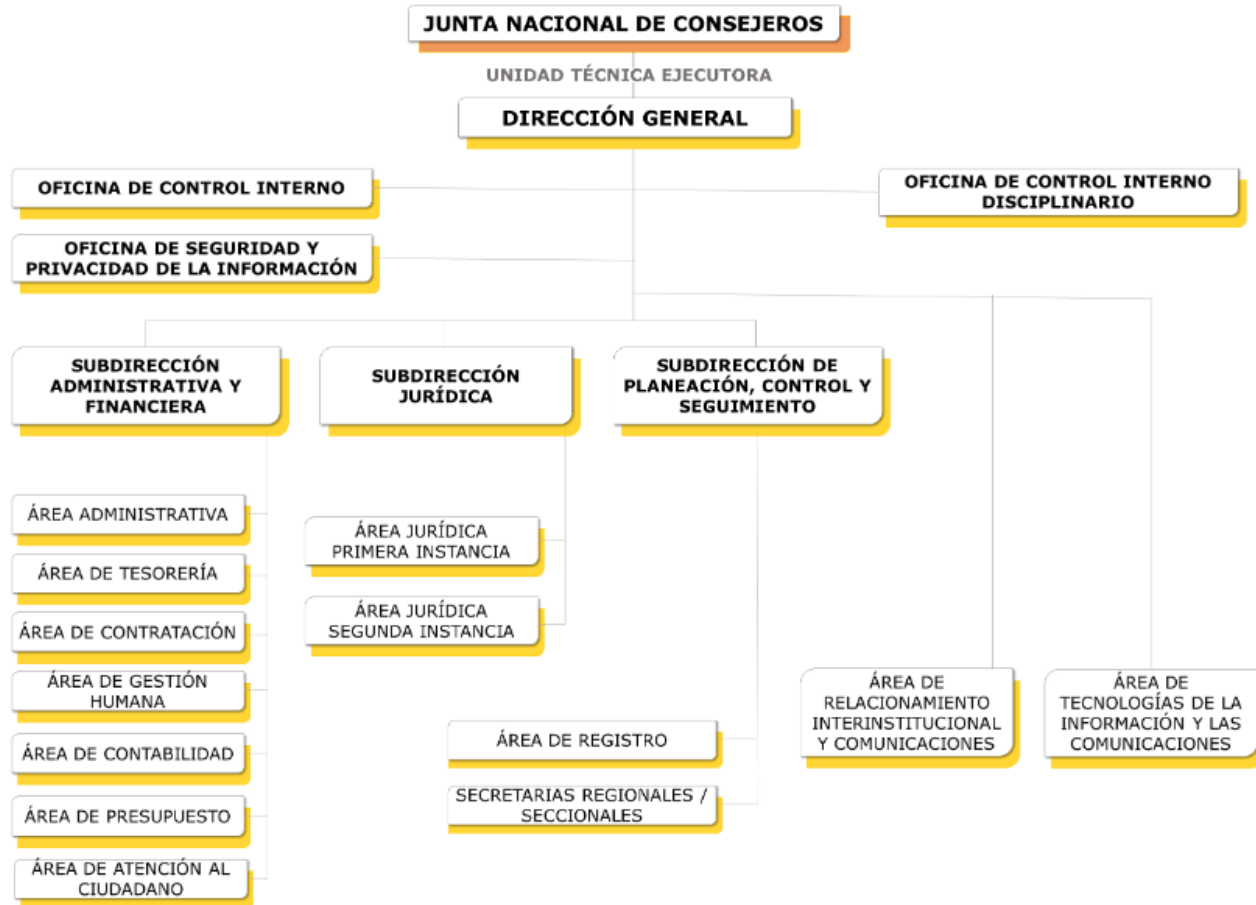 JUNTA NACIONAL DE CONSEJEROS
UNIDAD TÉCNICA EJECUTORA
DIRECCIÓN GENERAL
OFICINA DE CONTROL INTERNO
OFICINA DE CONTROL INTERNO
DISCIPLINARIO
OFICINA DE SEGURIDAD Y
PRIVACIDAD DE LA INFORMACIÓN
SUBDIRECCIÓN
ADMINISTRATIVA Y
FINANCIERA
SUBDIRECCIÓN
JURÍDICA
SUBDIRECCIÓN DE
PLANEACIÓN, CONTROL Y
SEGUIMIENTO
ÁREA ADMINISTRATIVA
ÁREA DE TESORERÍA
ÁREA DE CONTRATACIÓN
ÁREA DE GESTIÓN
HUMANA
ÁREA DE CONTABILIDAD
ÁREA DE PRESUPUESTO
ÁREA DE ATENCIÓN AL
CIUDADANO
ÁREA JURÍDICA
PRIMERA INSTANCIA
ÁREA JURÍDICA
SEGUNDA INSTANCIA
ÁREA DE REGISTRO
SECRETARIAS REGIONALES /
SECCIONALES
ÁREA DE
RELACIONAMIENTO
INTERINSTITUCIONAL
Y COMUNICACIONES
ÁREA DE
TECNOLOGÍAS DE LA
INFORMACIÓN Y LAS
COMUNICACIONES